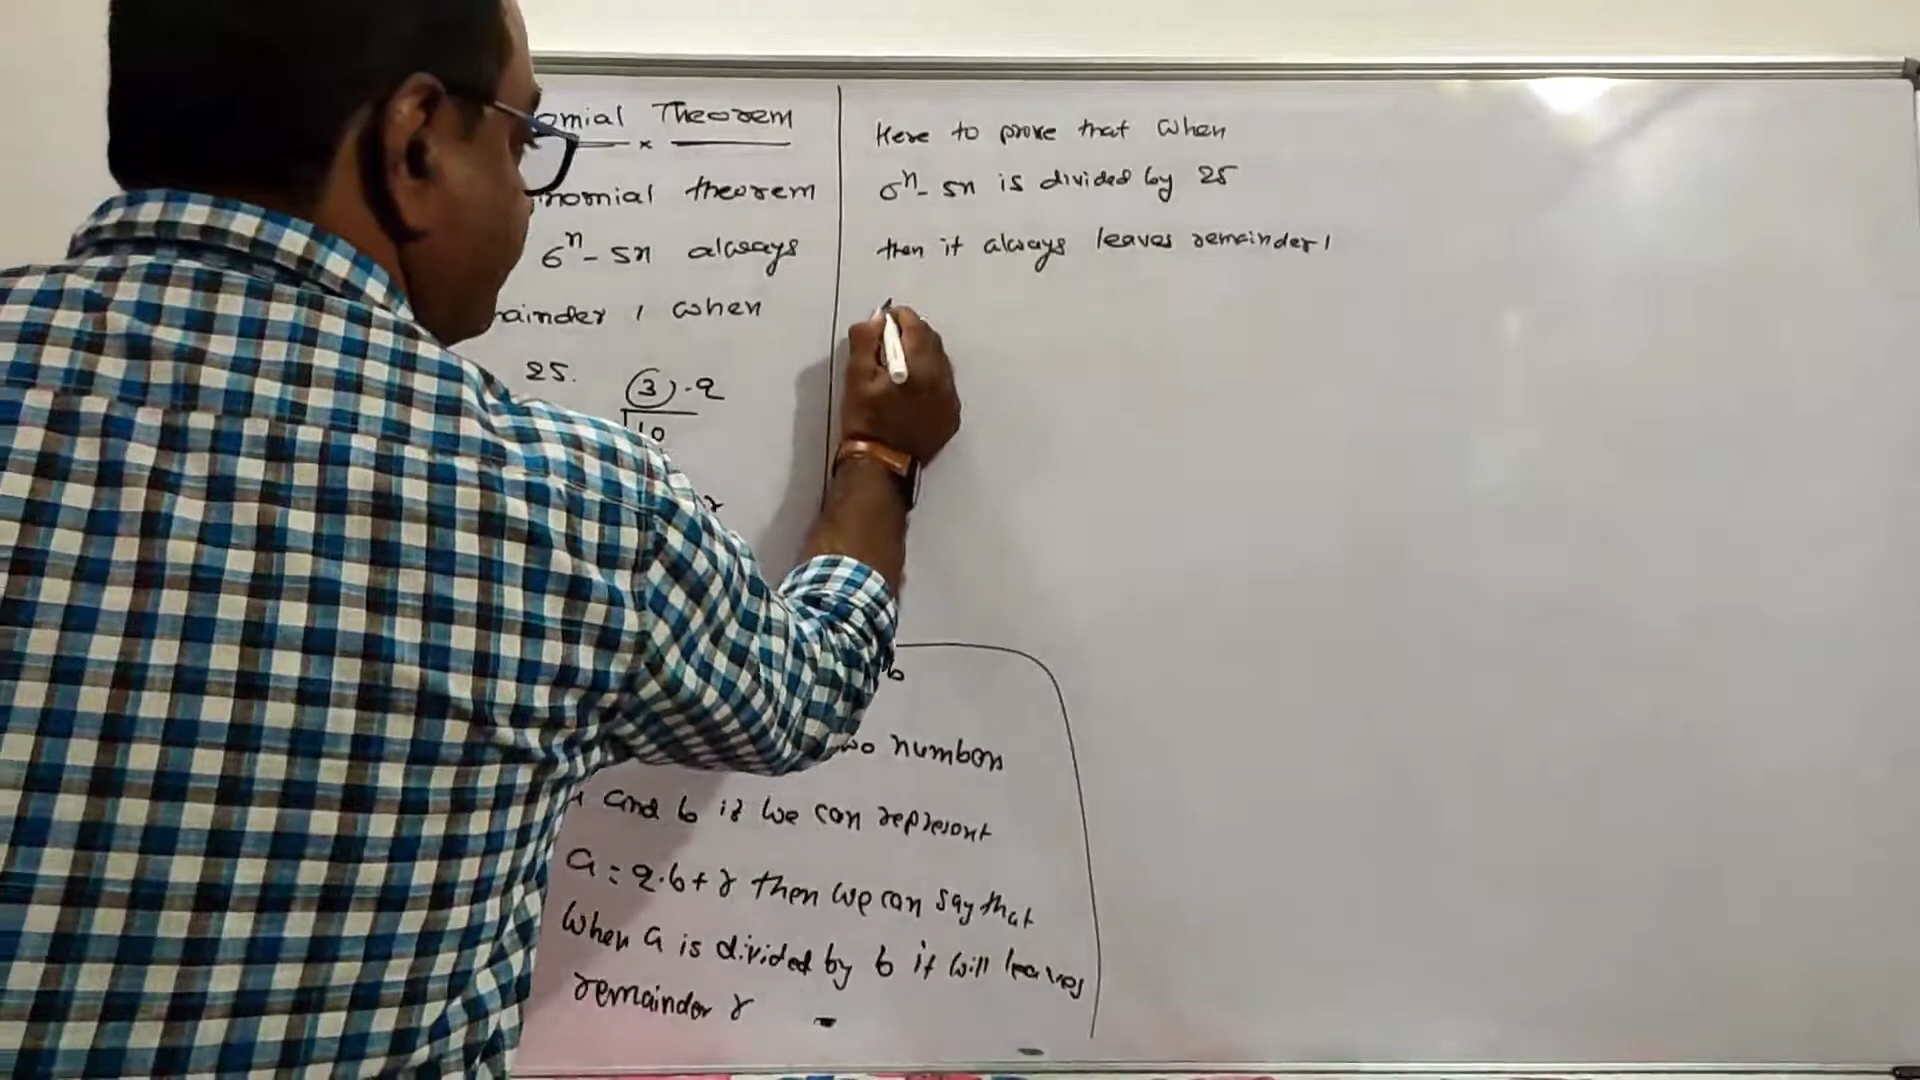 omial Theorem
×
nomial theorem
6ⁿ - 5n always
mainder 1 when
25.
3 · q
10
r
Here to prove that when
6ⁿ - 5n is divided by 25
then it always leaves remainder 1
b
wo numbers
and b if we can represent
a = q.b + r then we can say that
when a is divided by b it will leaves
remainder r